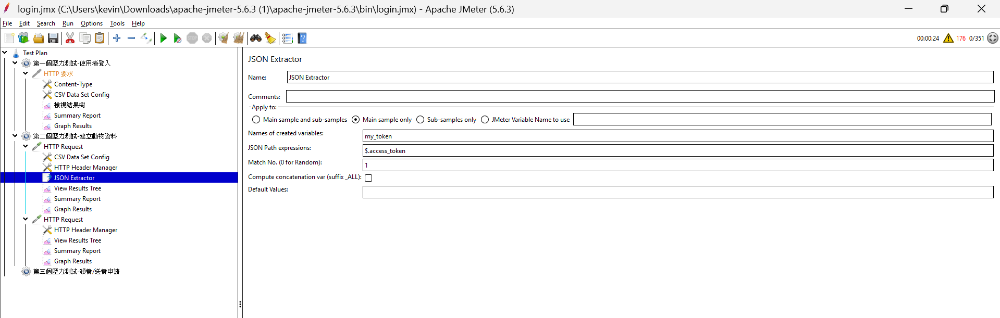 login.jmx (C:\Users\kevin\Downloads\apache-jmeter-5.6.3 (1)\apache-jmeter-5.6.3\bin\login.jmx) - Apache JMeter (5.6.3)
File Edit Search Run Options Tools Help
STOP
00:00:24 176 0/351
Test Plan
第一個壓力測試-使用者登入
HTTP 要求
Content-Type
CSV Data Set Config
檢視結果樹
Summary Report
Graph Results
第二個壓力測試-建立動物資料
HTTP Request
CSV Data Set Config
HTTP Header Manager
JSON Extractor
View Results Tree
Summary Report
Graph Results
HTTP Request
HTTP Header Manager
View Results Tree
Summary Report
Graph Results
第三個壓力測試-領養/送養申請
JSON Extractor
Name: JSON Extractor
Comments:
Apply to:
Main sample and sub-samples Main sample only Sub-samples only JMeter Variable Name to use
Names of created variables: my_token
JSON Path expressions: $.access_token
Match No. (0 for Random): 1
Compute concatenation var (suffix _ALL):
Default Values: